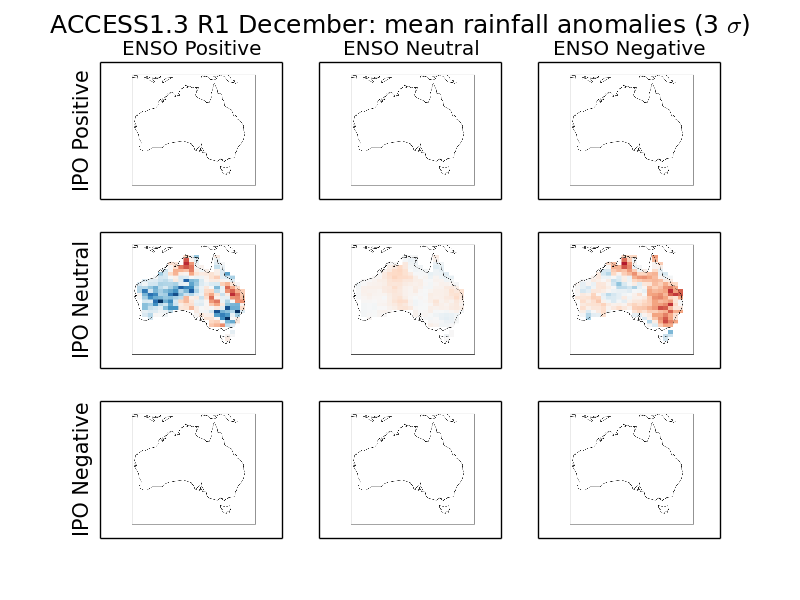 ACCESS1.3 R1 December: mean rainfall anomalies (3 σ)
ENSO Positive ENSO Neutral ENSO Negative
IPO Positive
IPO Neutral
IPO Negative